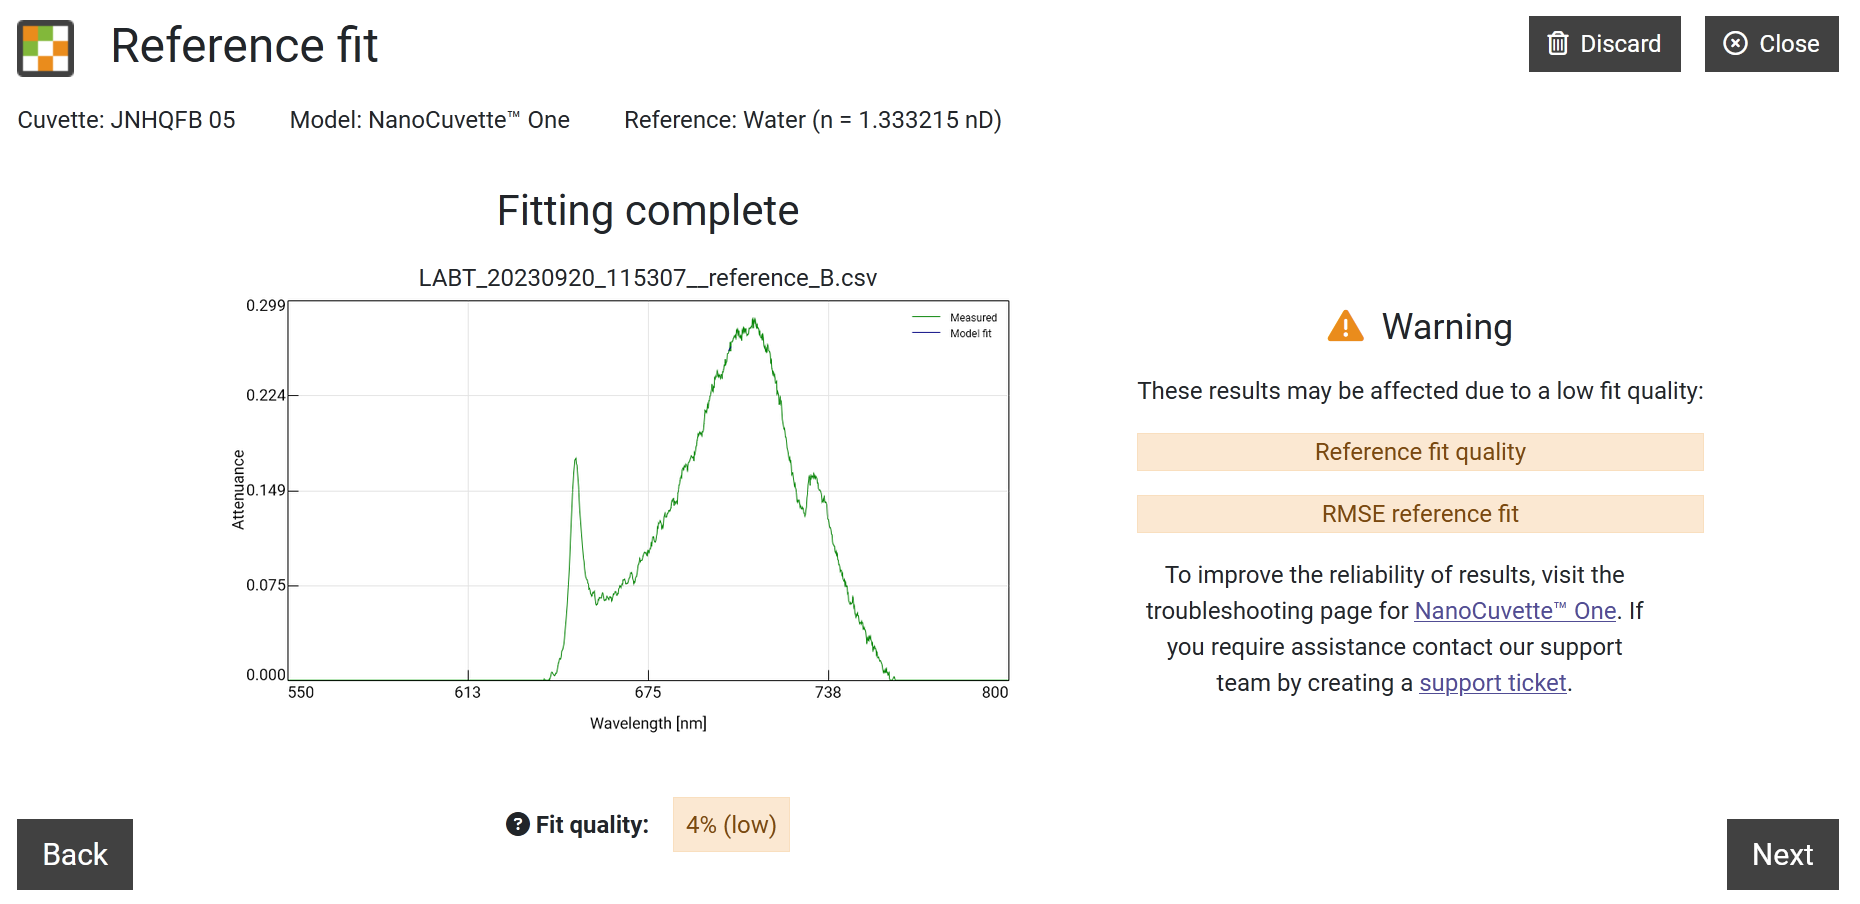 Reference fit
Discard
Close
Cuvette: JNHQFB 05
Model: NanoCuvette™ One
Reference: Water (n = 1.333215 nD)
Fitting complete
LABT_20230920_115307__reference_B.csv
0.299
0.224
0.149
0.075
0.000
Attenuance
Measured
Model fit
550
613
675
738
800
Wavelength [nm]
Warning
These results may be affected due to a low fit quality:
Reference fit quality
RMSE reference fit
To improve the reliability of results, visit the
troubleshooting page for NanoCuvette™ One. If
you require assistance contact our support
team by creating a support ticket.
Fit quality:
4% (low)
Back
Next